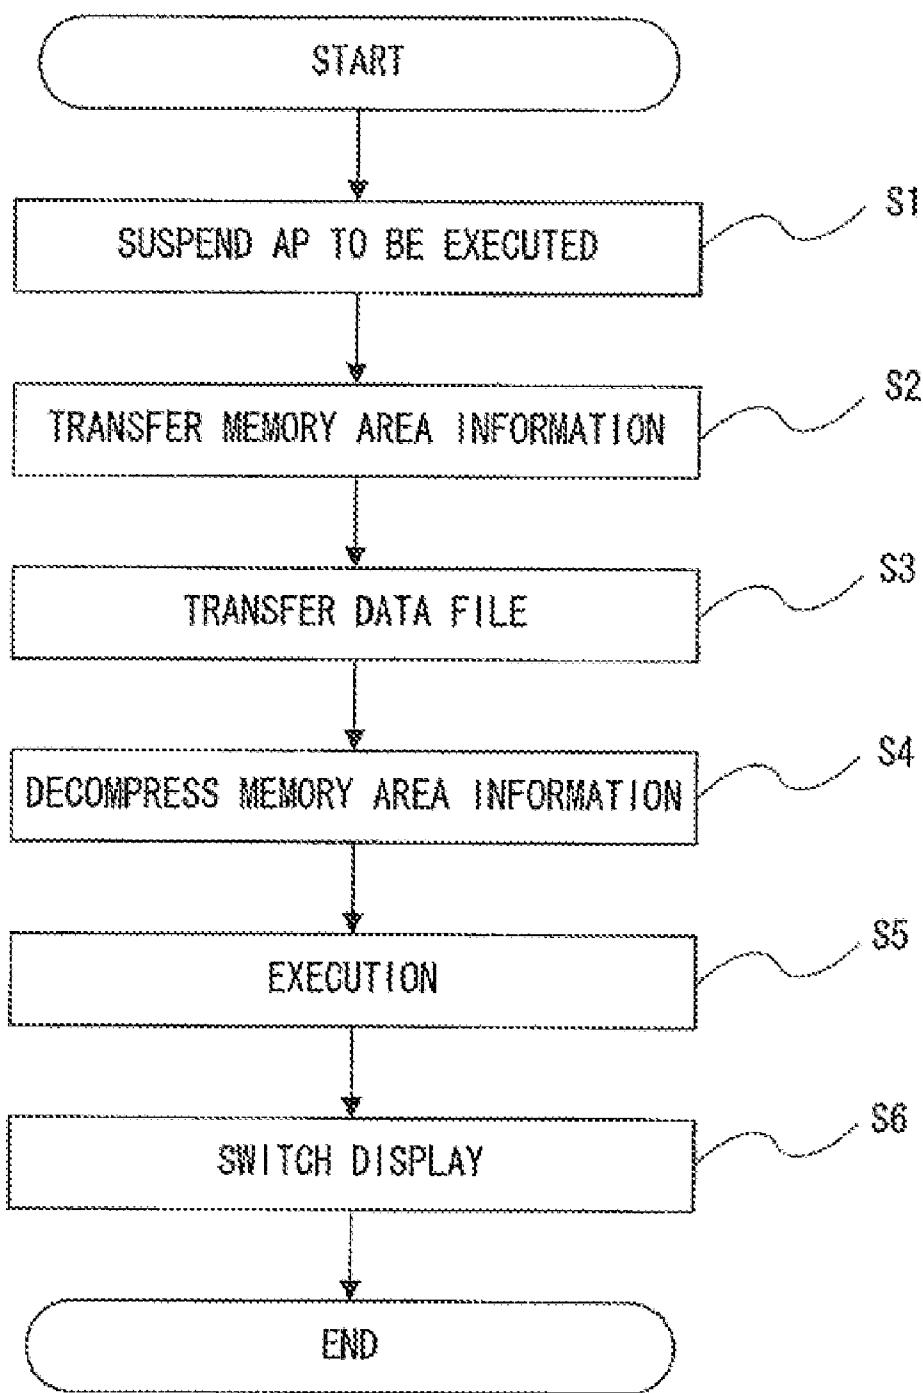 START
SUSPEND AP TO BE EXECUTED
S1
TRANSFER MEMORY AREA INFORMATION
S2
TRANSFER DATA FILE
S3
DECOMPRESS MEMORY AREA INFORMATION
S4
EXECUTION
S5
SWITCH DISPLAY
S6
END